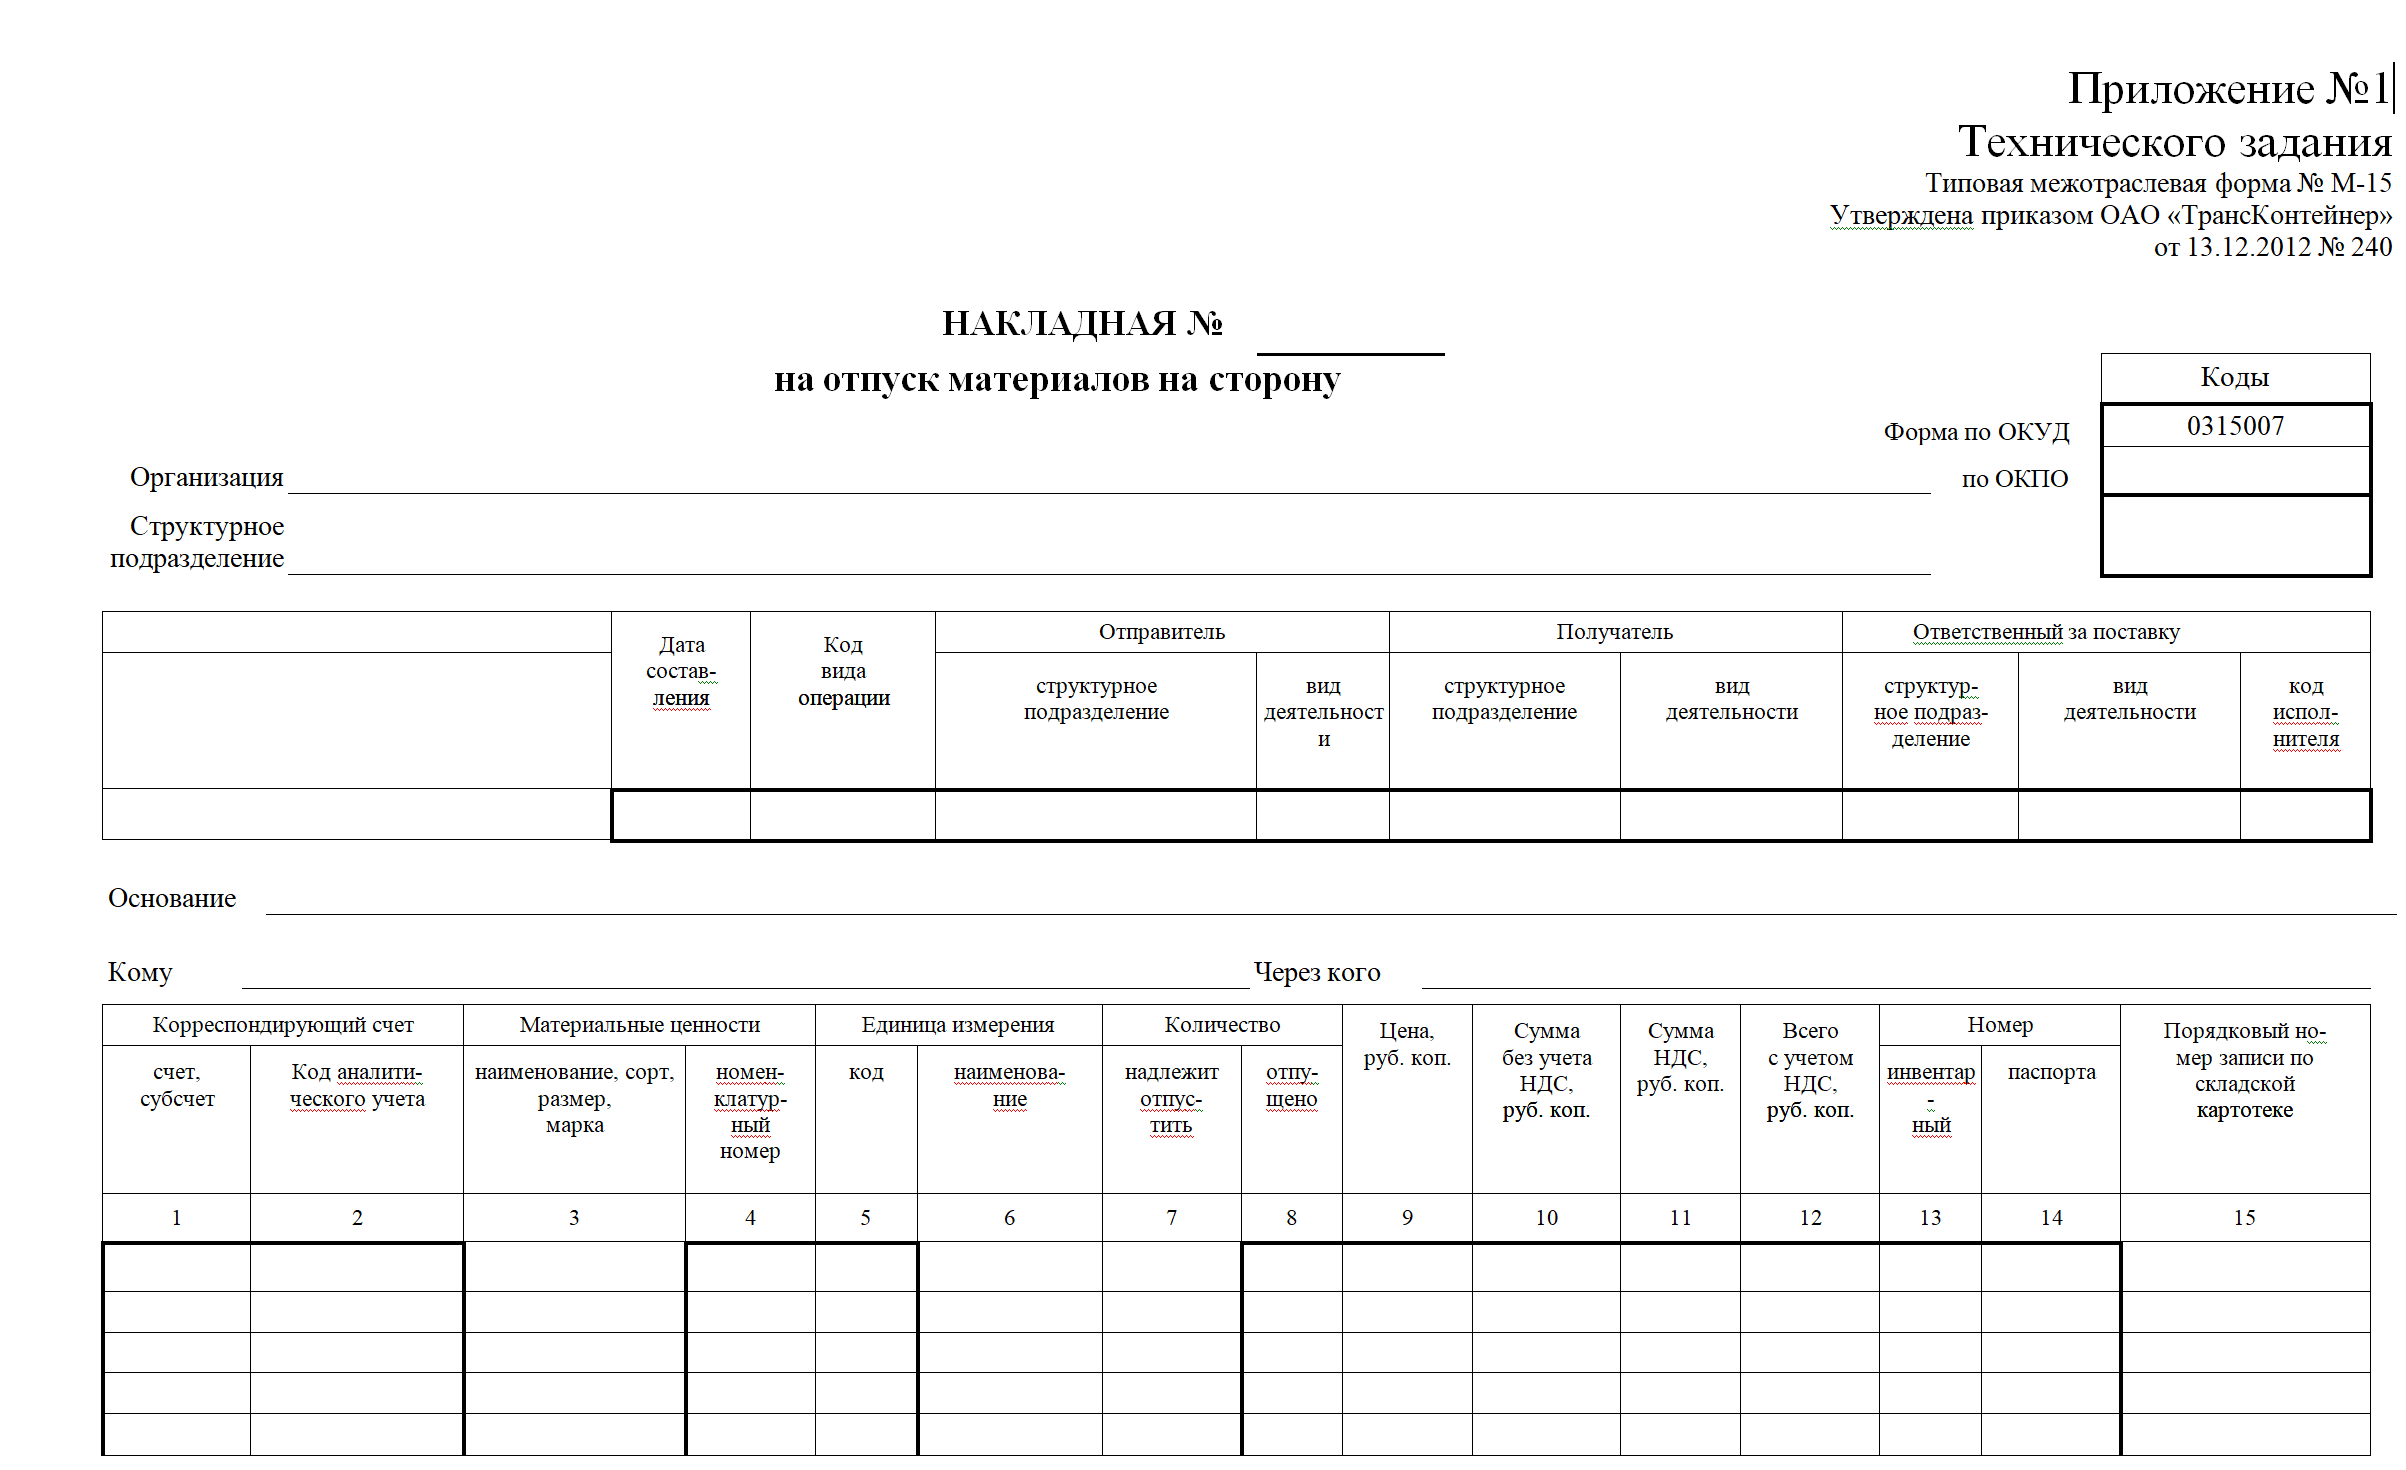 Приложение №1
Технического задания
Типовая межотраслевая форма № М-15
Утверждена приказом ОАО «ТрансКонтейнер»
от 13.12.2012 № 240
НАКЛАДНАЯ №
на отпуск материалов на сторону
Коды
Форма по ОКУД 0315007
Организация по ОКПО
Структурное
подразделение
Дата
состав-
ления
Код
вида
операции
Отправитель
Получатель
Ответственный за поставку
структурное
подразделение
вид
деятельност
и
структурное
подразделение
вид
деятельности
структур-
ное подраз-
деление
вид
деятельности
код
испол-
нителя
Основание
Кому Через кого
Корреспондирующий счет
Материальные ценности
Единица измерения
Количество
Цена,
руб. коп.
Сумма
без учета
НДС,
руб. коп.
Сумма
НДС,
руб. коп.
Всего
с учетом
НДС,
руб. коп.
Номер
Порядковый но-
мер записи по
складской
картотеке
счет,
субсчет
Код аналити-
ческого учета
наименование, сорт,
размер,
марка
номен-
клатур-
ный
номер
код
наименова-
ние
надлежит
отпус-
тить
отпу-
щено
инвентар
-
ный
паспорта
1 2 3 4 5 6 7 8 9 10 11 12 13 14 15